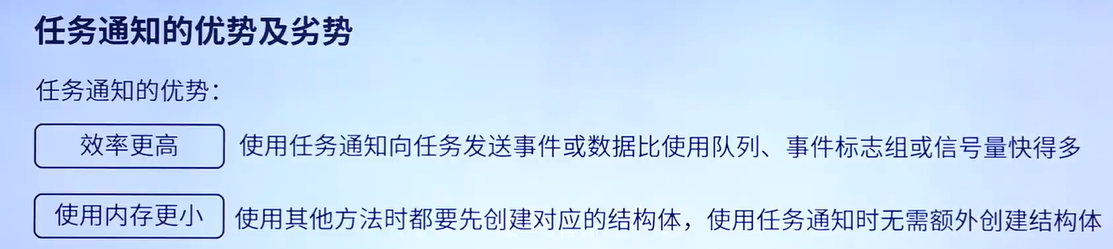 任务通知的优势及劣势
任务通知的优势：
效率更高 使用任务通知向任务发送事件或数据比使用队列、事件标志组或信号量快得多
使用内存更小 使用其他方法时都要先创建对应的结构体，使用任务通知时无需额外创建结构体